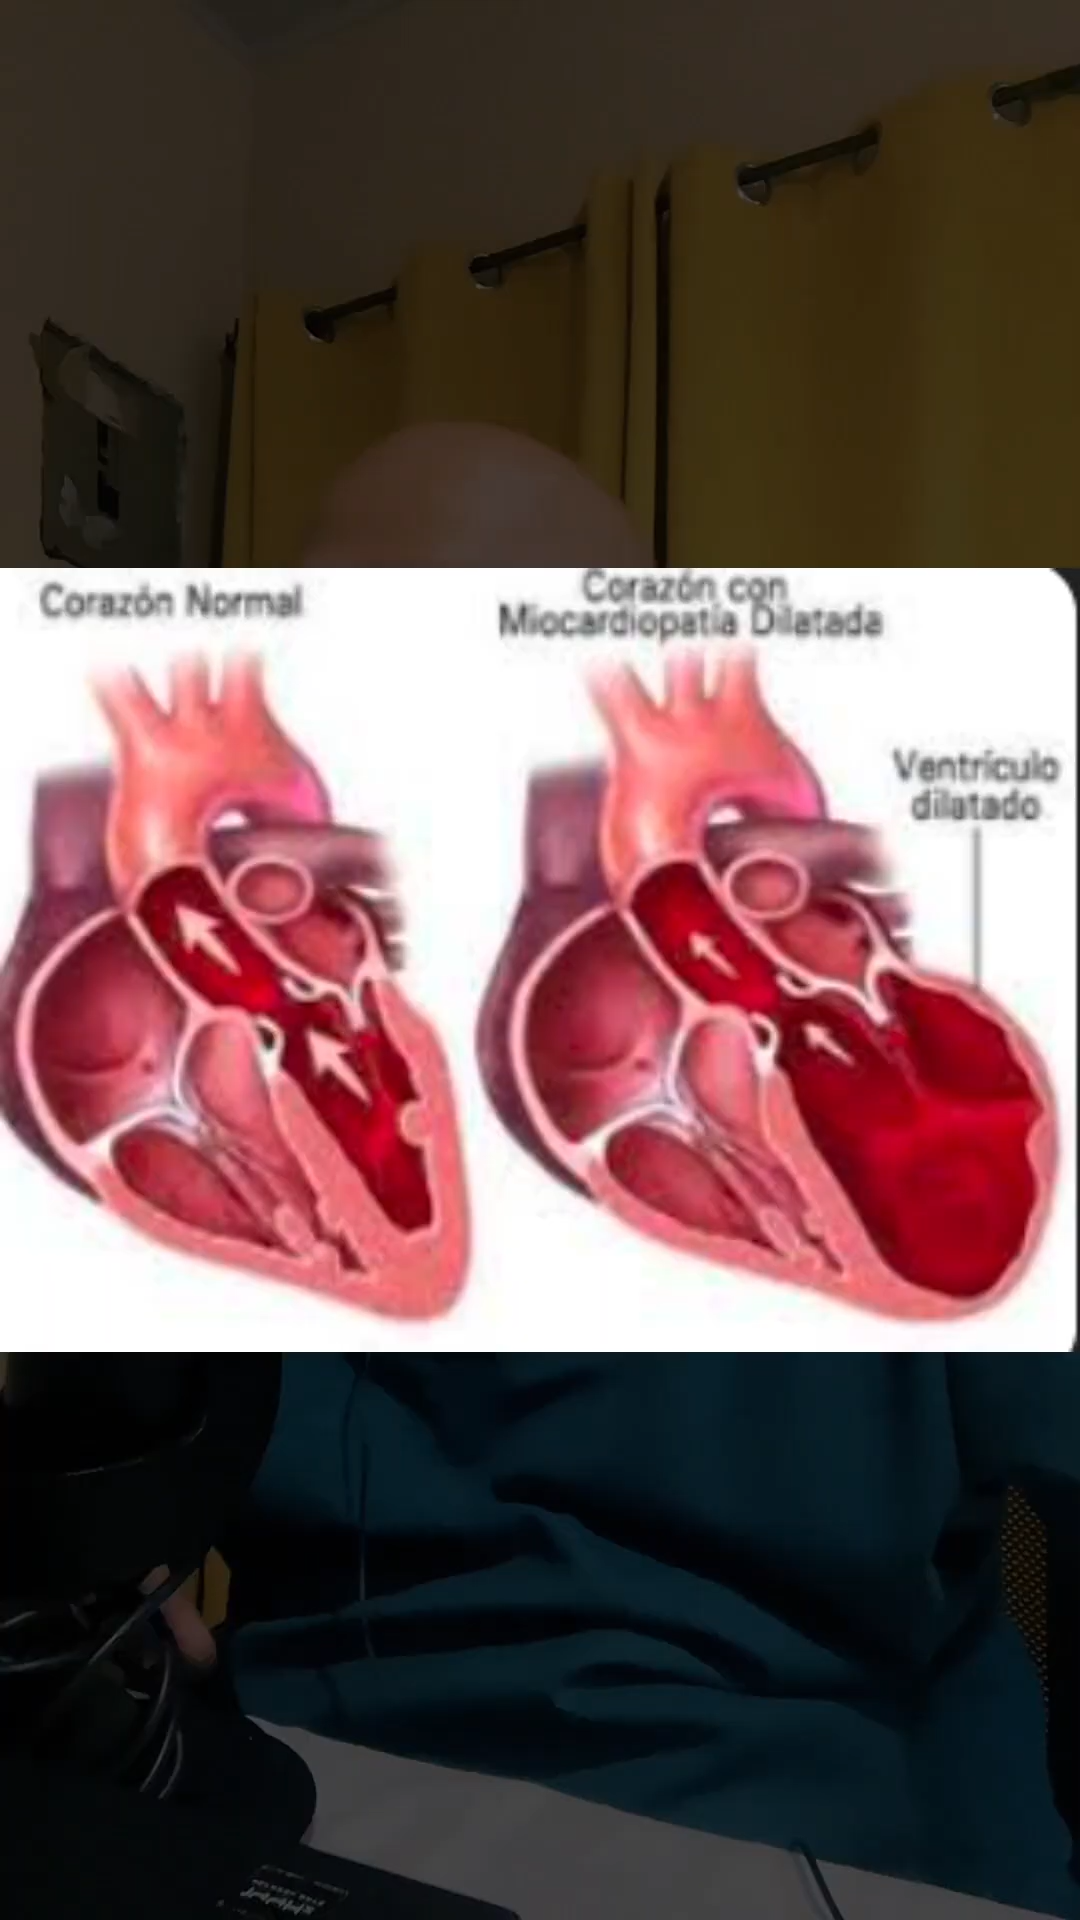 Corazón Normal
Corazón con
Miocardiopatía Dilatada
Ventrículo
dilatado